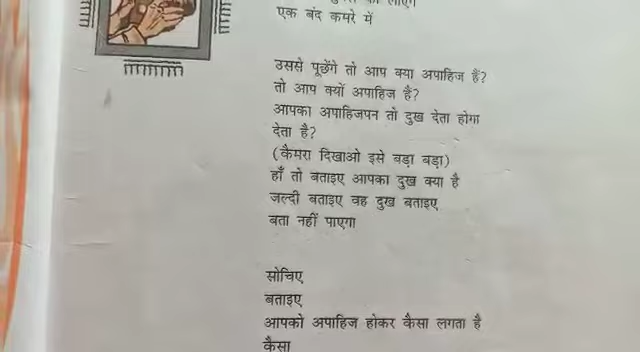 एक बंद कमरे में
उससे पूछेंगे तो आप क्या अपाहिज हैं?
तो आप क्यों अपाहिज हैं?
आपका अपाहिजपन तो दुख देता होगा
देता है?
(कैमरा दिखाओ इसे बड़ा बड़ा)
हाँ तो बताइए आपका दुख क्या है
जल्दी बताइए वह दुख बताइए
बता नहीं पाएगा
सोचिए
बताइए
आपको अपाहिज होकर कैसा लगता है
कैसा